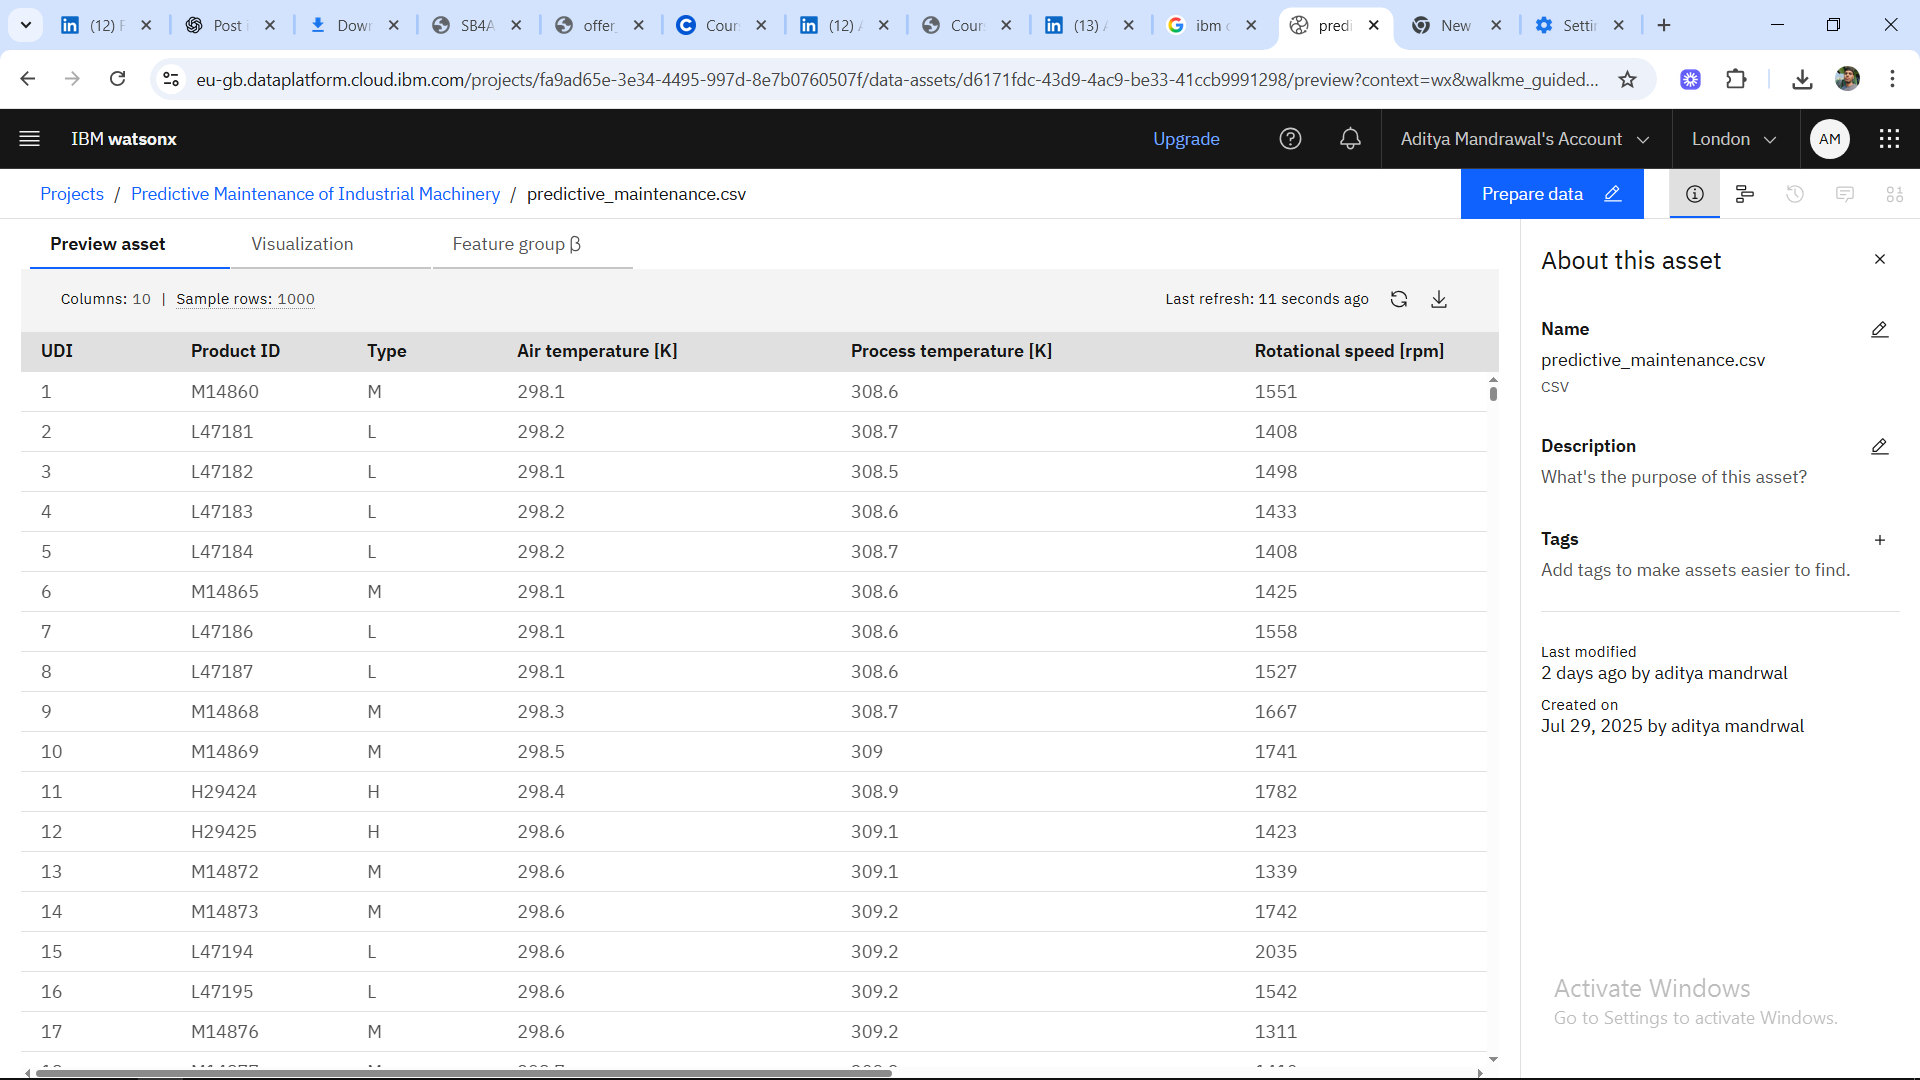 (12) F
Post
Down
SB4A
offer_
Cours
(12) /
Cour
(13) /
ibm c
predi
New
Settin
eu-gb.dataplatform.cloud.ibm.com/projects/fa9ad65e-3e34-4495-997d-8e7b0760507f/data-assets/d6171fdc-43d9-4ac9-be33-41ccb9991298/preview?context=wx&walkme_guided...
IBM watsonx
Upgrade
Aditya Mandrawal's Account
London
AM
Projects / Predictive Maintenance of Industrial Machinery / predictive_maintenance.csv
Prepare data
Preview asset
Visualization
Feature group β
Columns: 10 | Sample rows: 1000
Last refresh: 11 seconds ago
UDI Product ID Type Air temperature [K] Process temperature [K] Rotational speed [rpm]
1 M14860 M 298.1 308.6 1551
2 L47181 L 298.2 308.7 1408
3 L47182 L 298.1 308.5 1498
4 L47183 L 298.2 308.6 1433
5 L47184 L 298.2 308.7 1408
6 M14865 M 298.1 308.6 1425
7 L47186 L 298.1 308.6 1558
8 L47187 L 298.1 308.6 1527
9 M14868 M 298.3 308.7 1667
10 M14869 M 298.5 309 1741
11 H29424 H 298.4 308.9 1782
12 H29425 H 298.6 309.1 1423
13 M14872 M 298.6 309.1 1339
14 M14873 M 298.6 309.2 1742
15 L47194 L 298.6 309.2 2035
16 L47195 L 298.6 309.2 1542
17 M14876 M 298.6 309.2 1311
About this asset
Name
predictive_maintenance.csv
CSV
Description
What's the purpose of this asset?
Tags
Add tags to make assets easier to find.
Last modified
2 days ago by aditya mandrwal
Created on
Jul 29, 2025 by aditya mandrwal
Activate Windows
Go to Settings to activate Windows.